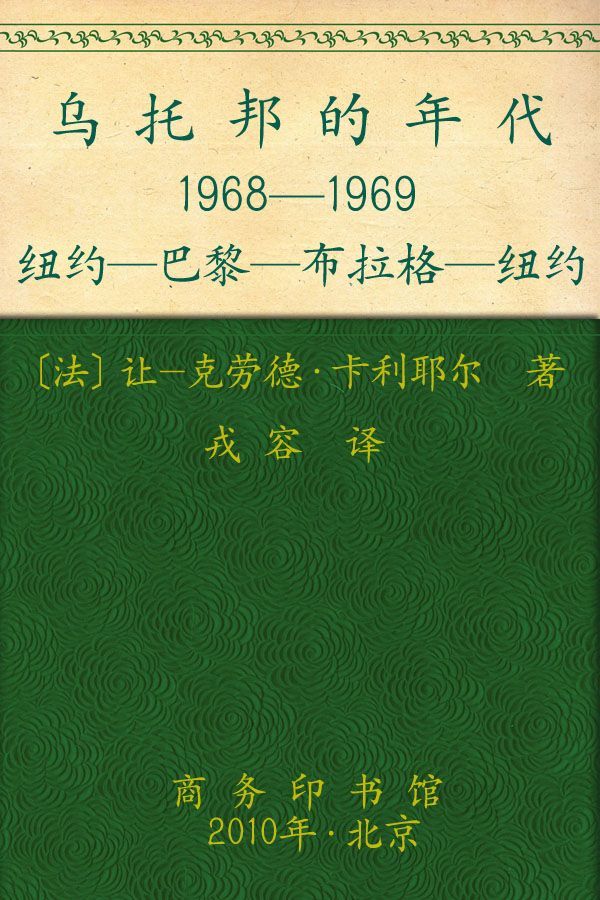 乌托邦的年代
1968—1969
纽约—巴黎—布拉格—纽约
〔法〕让-克劳德·卡利耶尔 著
戎容 译
商务印书馆
2010年·北京